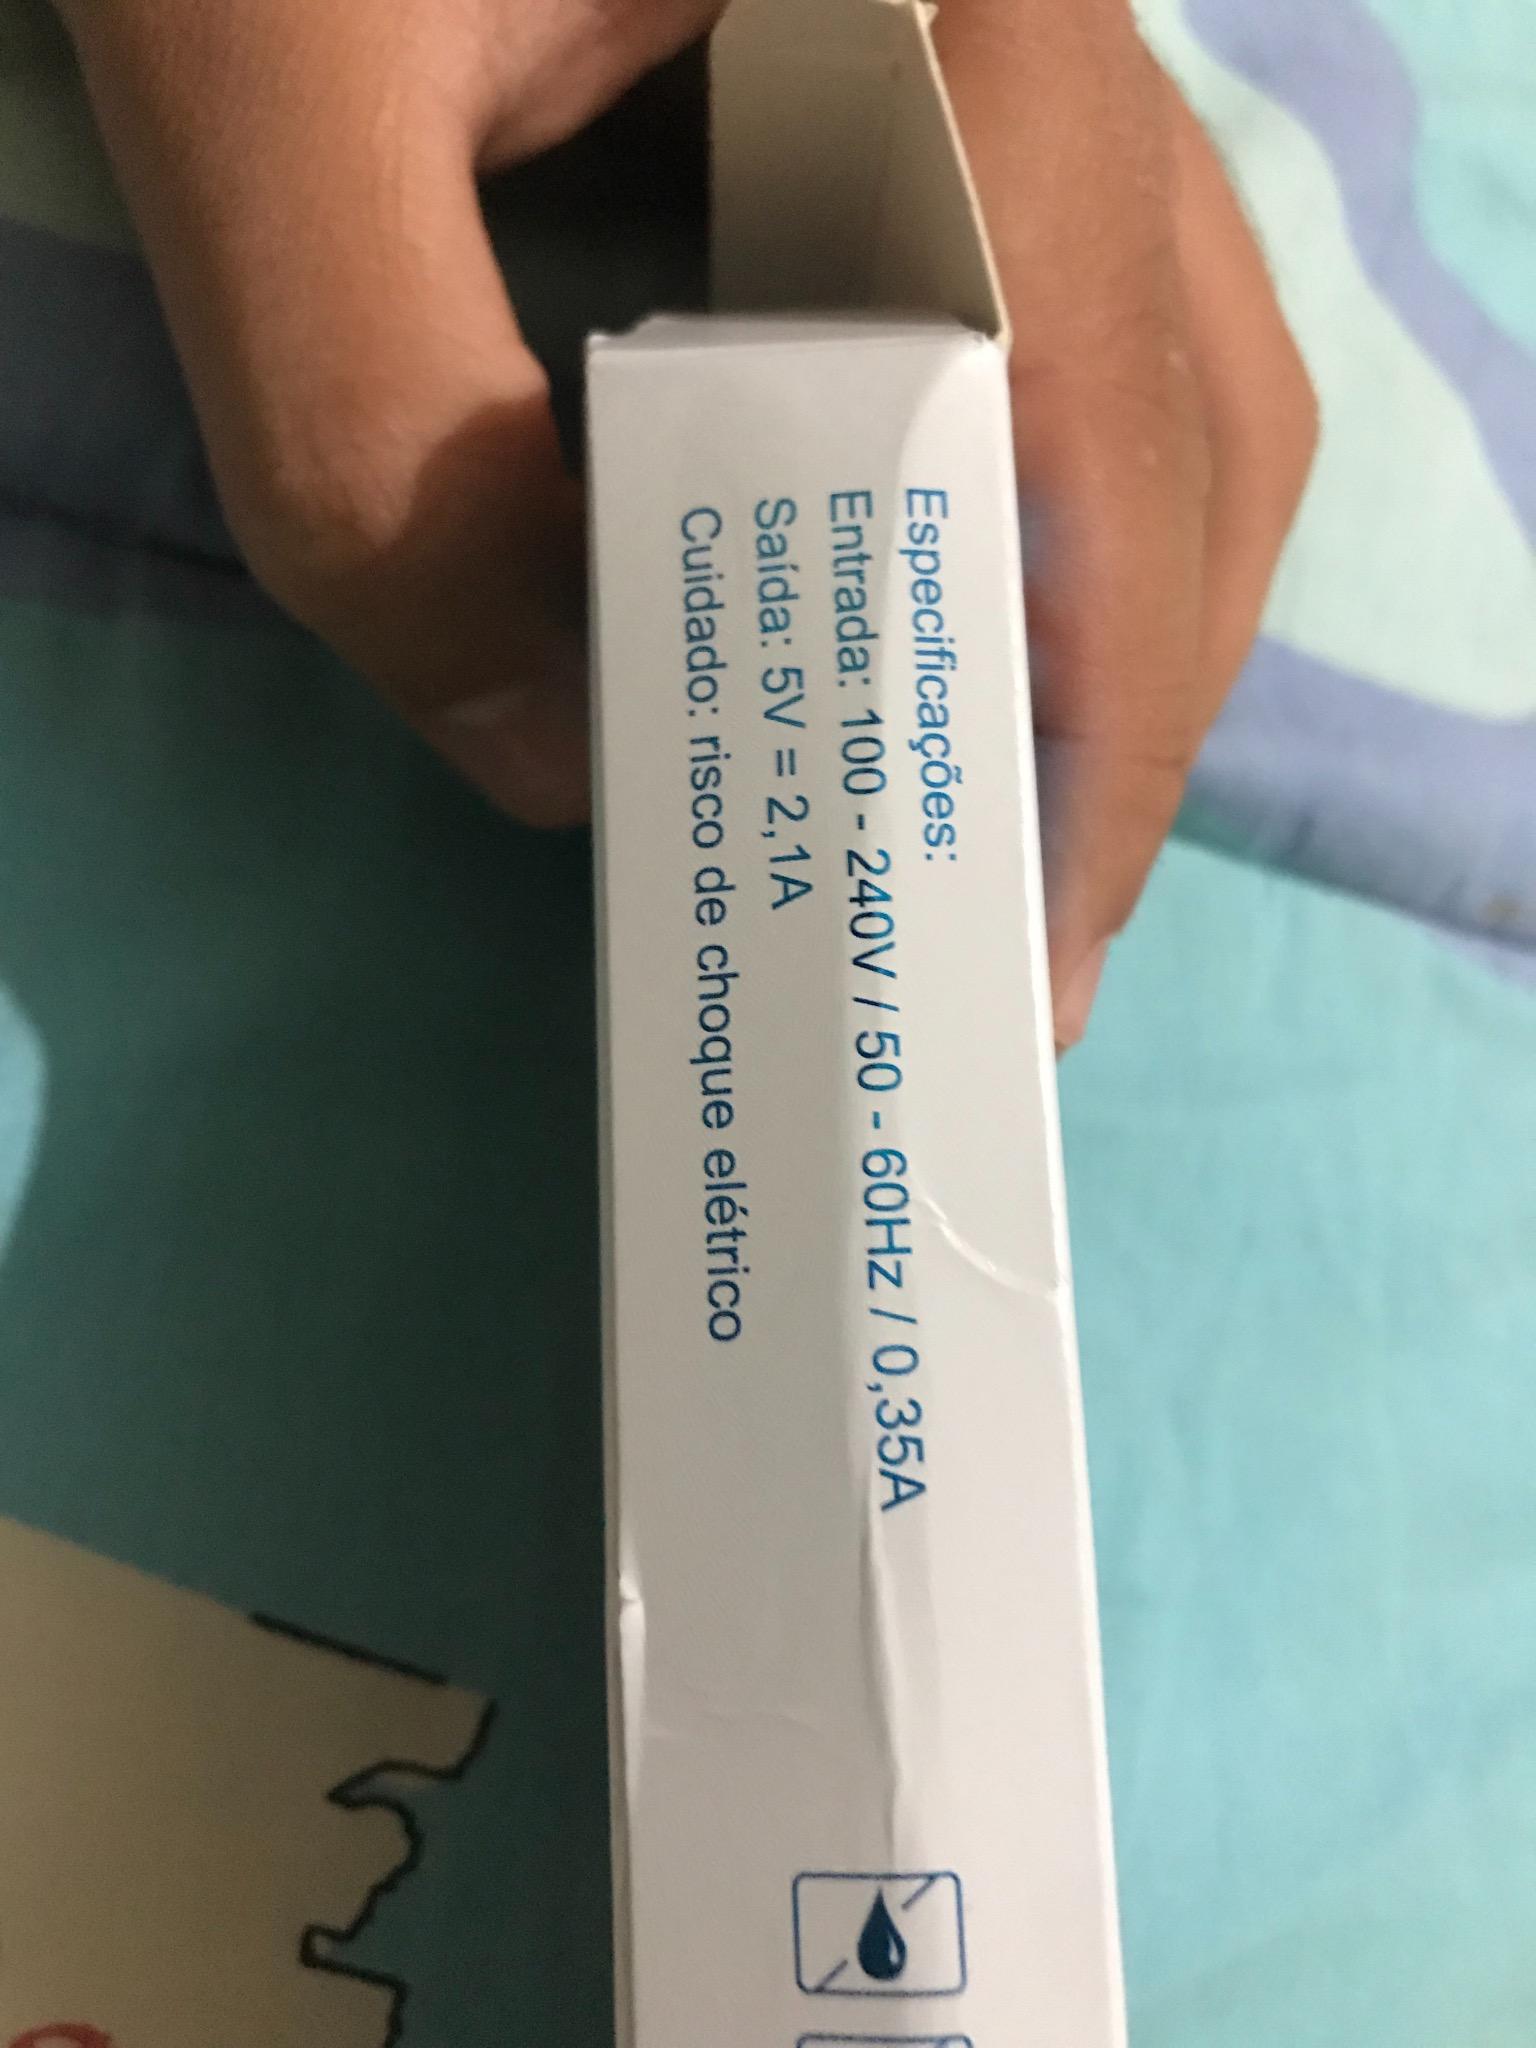 Especificações:
Entrada: 100 - 240V / 50 - 60Hz / 0,35A
Saída: 5V = 2,1A
Cuidado: risco de choque elétrico